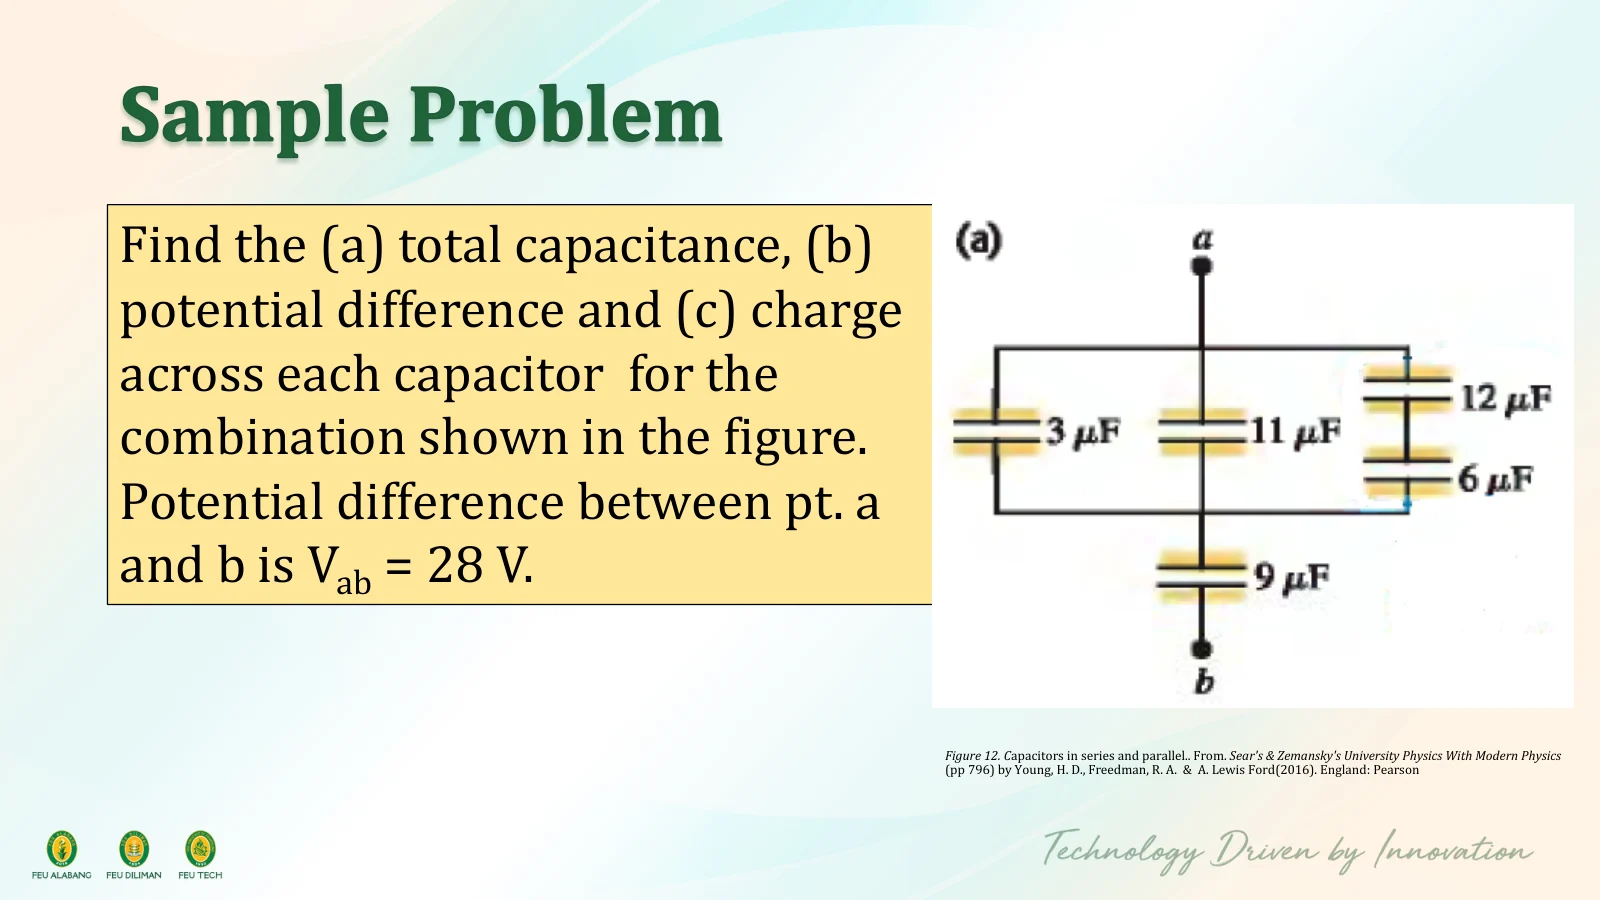 Sample Problem
Find the (a) total capacitance, (b)
potential difference and (c) charge
across each capacitor  for the
combination shown in the figure.
Potential difference between pt. a
and b is Vab = 28 V.
(a)
a
12 μF
3 μF
11 μF
6 μF
9 μF
b
Figure 12. Capacitors in series and parallel.. From. Sear's & Zemansky's University Physics With Modern Physics
(pp 796) by Young, H. D., Freedman, R. A.  &  A. Lewis Ford(2016). England: Pearson
FEU ALABANG
FEU DILIMAN
FEU TECH
Technology Driven by Innovation